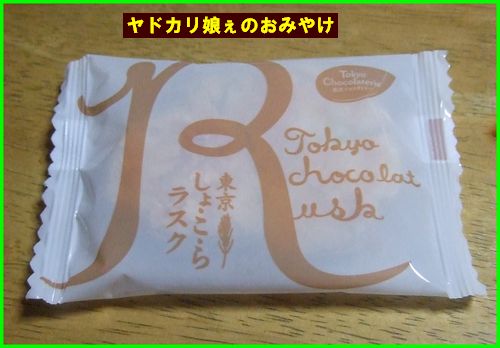 ヤドカリ娘ぇのおみやけ
Tokyo
Chocolaterie
R
Tokyo
chocolat
usk
東京
しょこら
ラスク